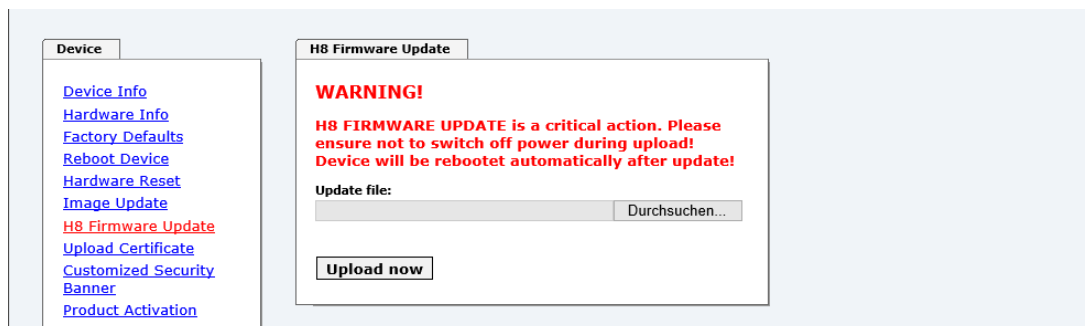 Device
Device Info
Hardware Info
Factory Defaults
Reboot Device
Hardware Reset
Image Update
H8 Firmware Update
Upload Certificate
Customized Security
Banner
Product Activation
H8 Firmware Update
WARNING!
H8 FIRMWARE UPDATE is a critical action. Please
ensure not to switch off power during upload!
Device will be rebootet automatically after update!
Update file:
Durchsuchen...
Upload now